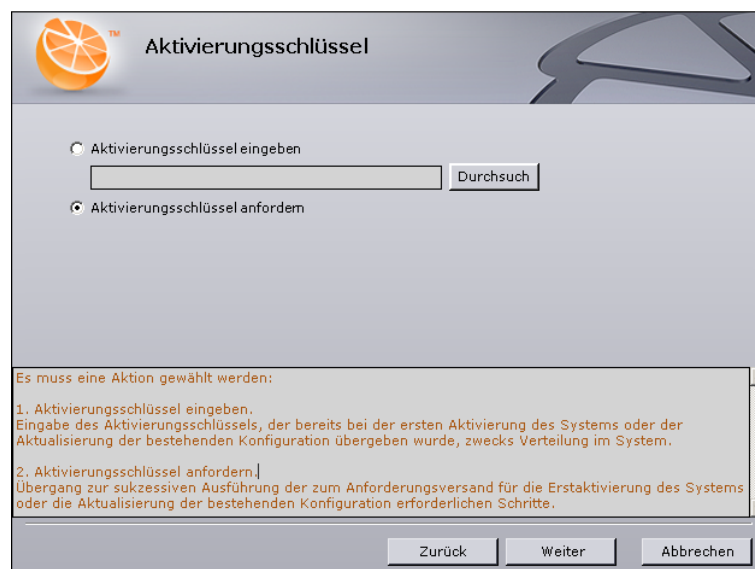 TM
Aktivierungsschlüssel
Aktivierungsschlüssel eingeben
Durchsuch
Aktivierungsschlüssel anfordern
Es muss eine Aktion gewählt werden:
1. Aktivierungsschlüssel eingeben.
Eingabe des Aktivierungsschlüssels, der bereits bei der ersten Aktivierung des Systems oder der
Aktualisierung der bestehenden Konfiguration übergeben wurde, zwecks Verteilung im System.
2. Aktivierungsschlüssel anfordern.
Übergang zur sukzessiven Ausführung der zum Anforderungsversand für die Erstaktivierung des Systems
oder die Aktualisierung der bestehenden Konfiguration erforderlichen Schritte.
Zurück
Weiter
Abbrechen